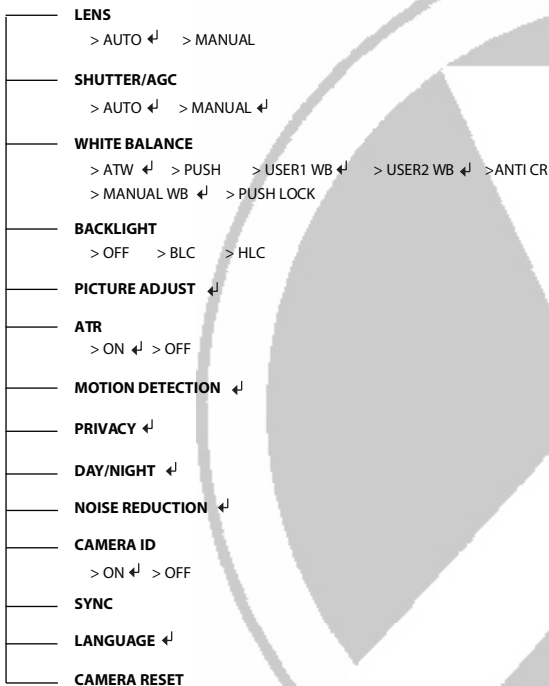 LENS
> AUTO ↲ > MANUAL
SHUTTER/AGC
> AUTO ↲ > MANUAL ↲
WHITE BALANCE
> ATW ↲ > PUSH > USER1 WB ↲ > USER2 WB ↲ >ANTI CR
> MANUAL WB ↲ > PUSH LOCK
BACKLIGHT
> OFF > BLC > HLC
PICTURE ADJUST ↲
ATR
> ON ↲ > OFF
MOTION DETECTION ↲
PRIVACY ↲
DAY/NIGHT ↲
NOISE REDUCTION ↲
CAMERA ID
> ON ↲ > OFF
SYNC
LANGUAGE ↲
CAMERA RESET